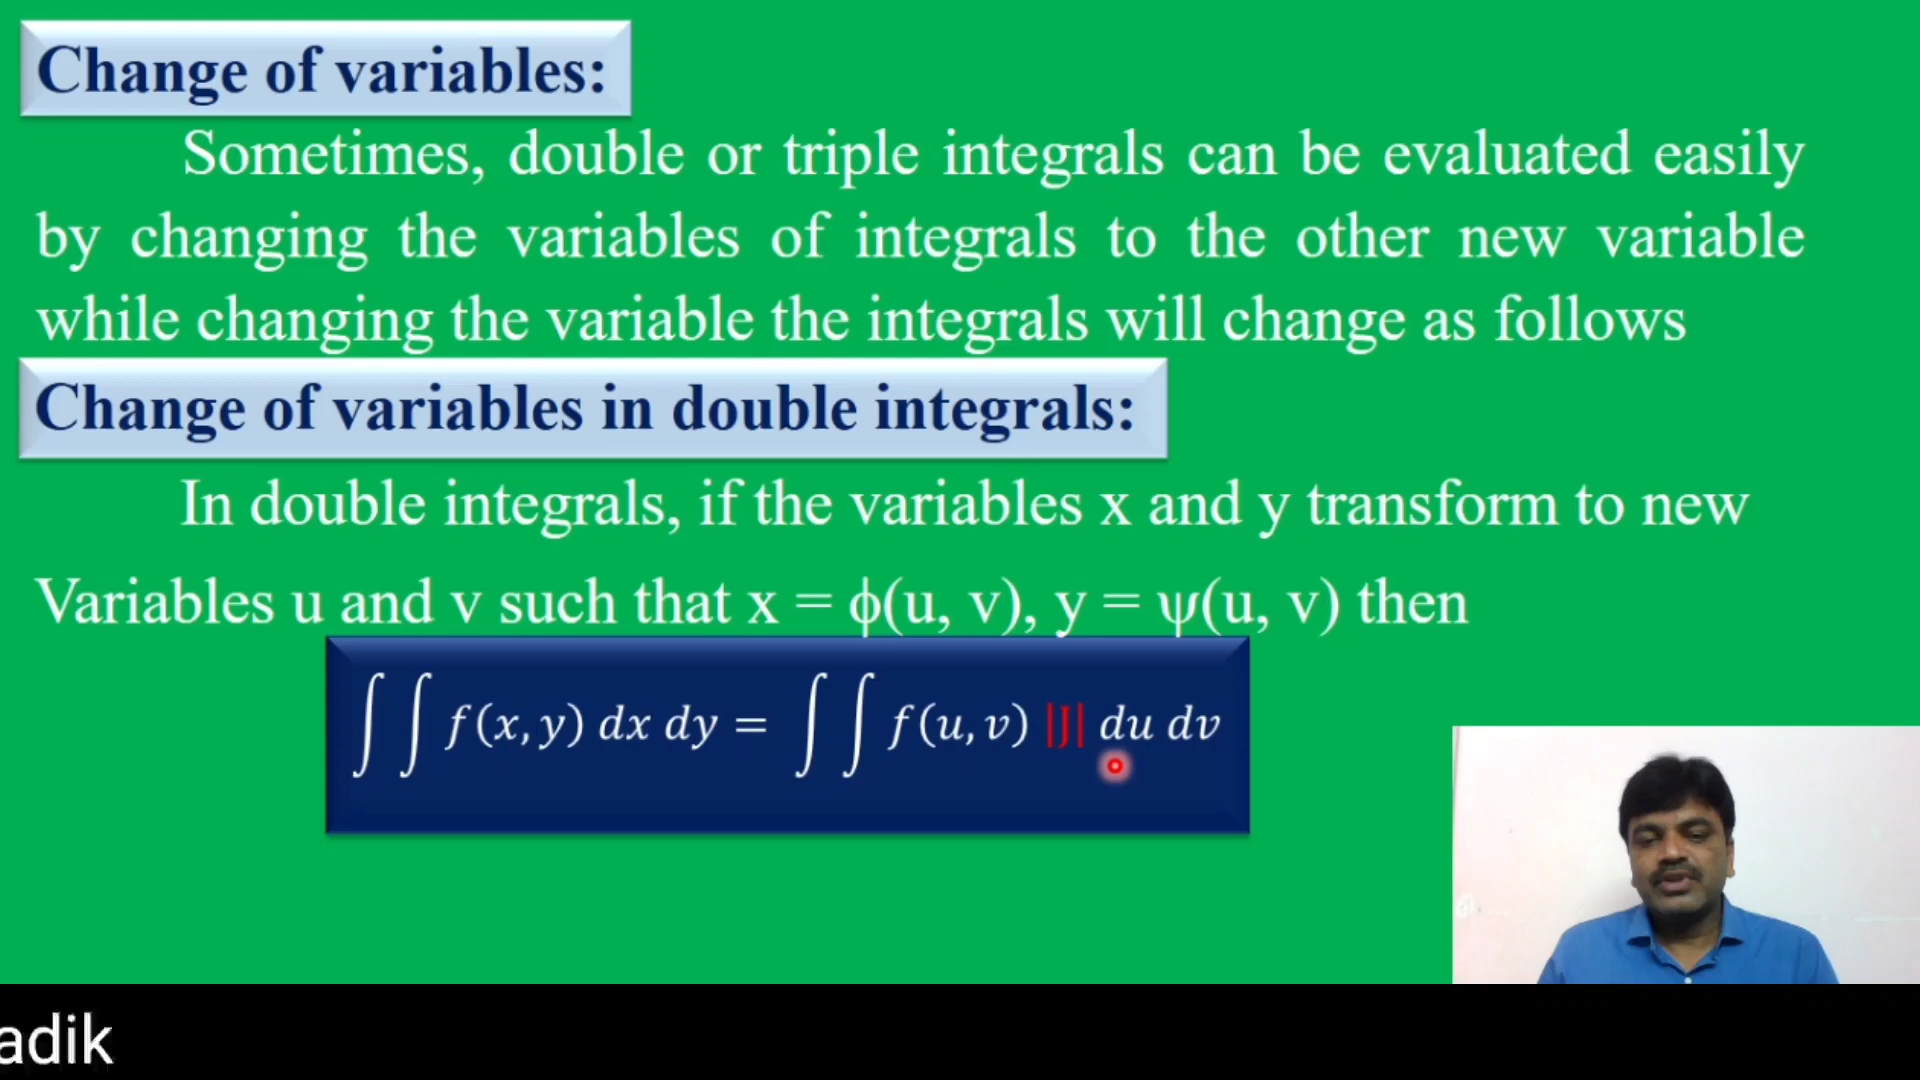 Change of variables:
Sometimes, double or triple integrals can be evaluated easily
by changing the variables of integrals to the other new variable
while changing the variable the integrals will change as follows
Change of variables in double integrals:
In double integrals, if the variables x and y transform to new
Variables u and v such that x = ϕ(u, v), y = ψ(u, v) then
∫ ∫ f(x, y) dx dy = ∫ ∫ f(u, v) |J| du dv
adik